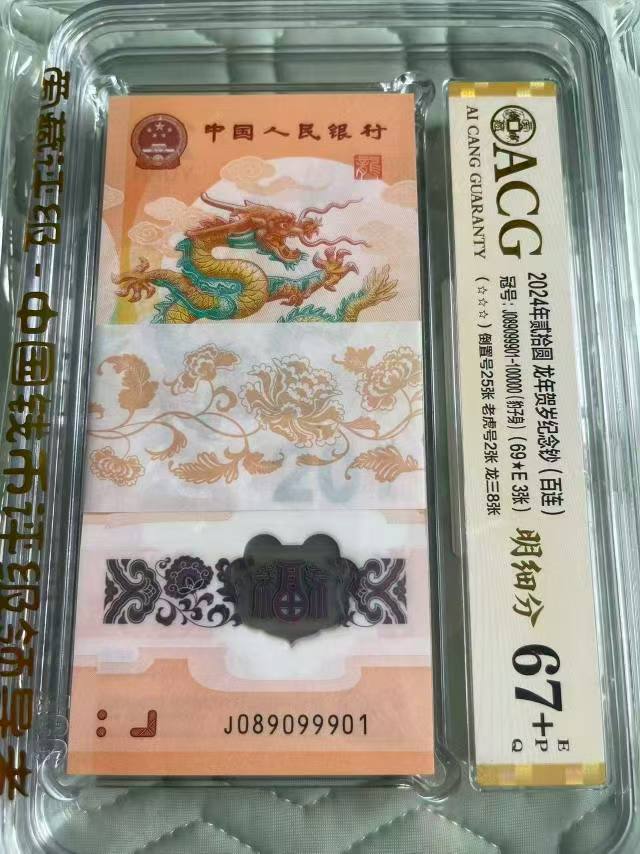 爱藏评级-中国钱币评级领导者
中国人民银行
20
J089099901
ACG
AI CANG GUARANTY
2024年贰拾圆 龙年贺岁纪念钞（百连）
冠号：J089099901-100000（豹子身）（69★E 3张）
（☆☆☆）倒置号25张 老虎号2张 龙三8张
明细分
67+
E
P
Q